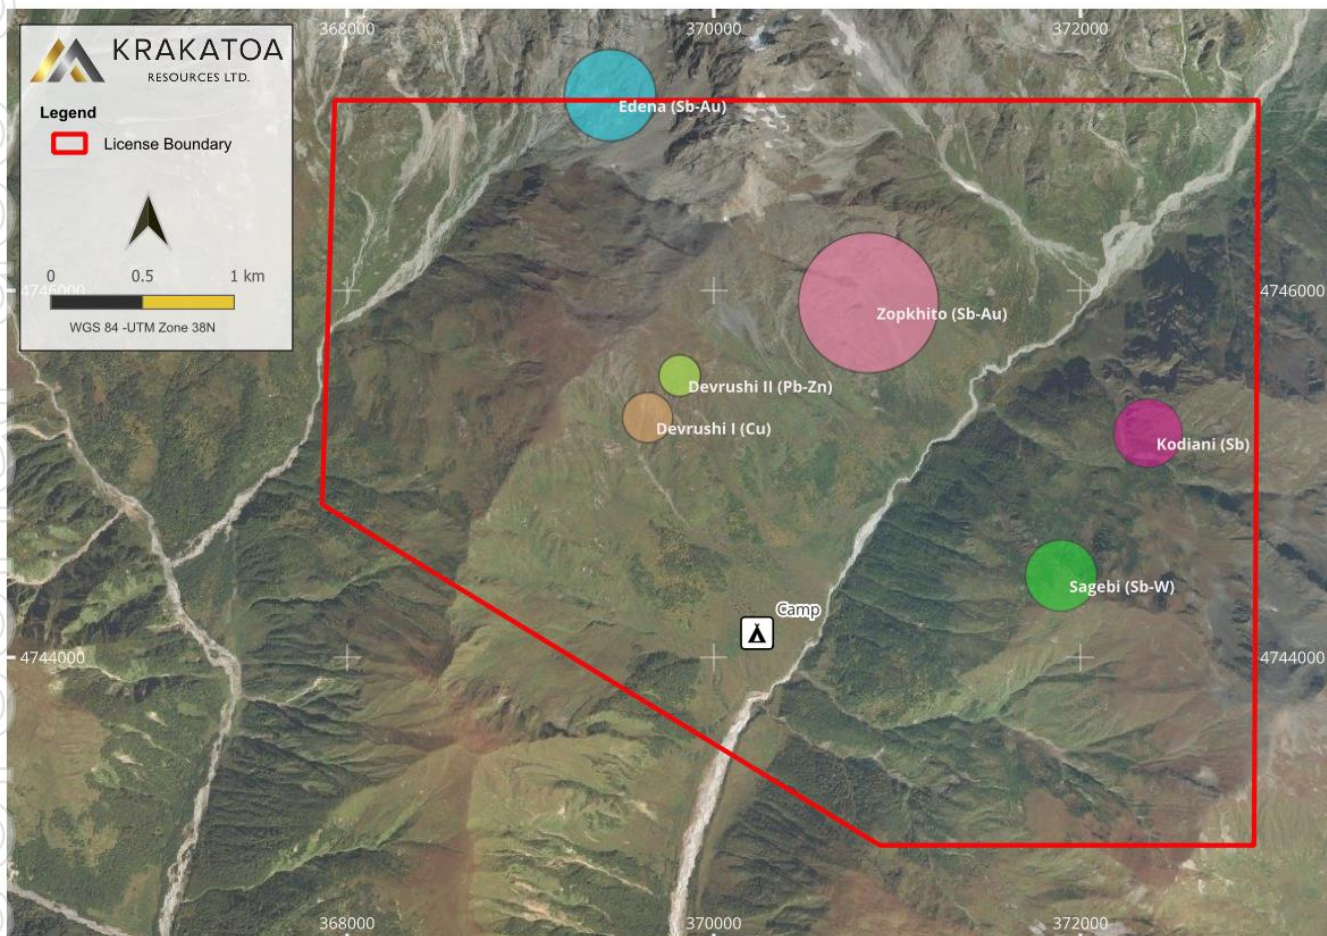 KRAKATOA
RESOURCES LTD.
Legend
License Boundary
0 0.5 1 km
WGS 84 -UTM Zone 38N
368000 370000 372000
Edena (Sb-Au)
4746000 4746000
Zopkhito (Sb-Au)
Devrushi II (Pb-Zn)
Devrushi I (Cu)
Kodiani (Sb)
Sagebi (Sb-W)
Camp
4744000 4744000
368000 370000 372000